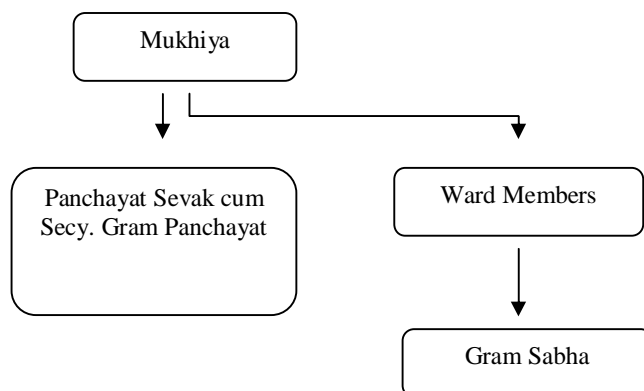 Mukhiya
Panchayat Sevak cum
Secy. Gram Panchayat
Ward Members
Gram Sabha